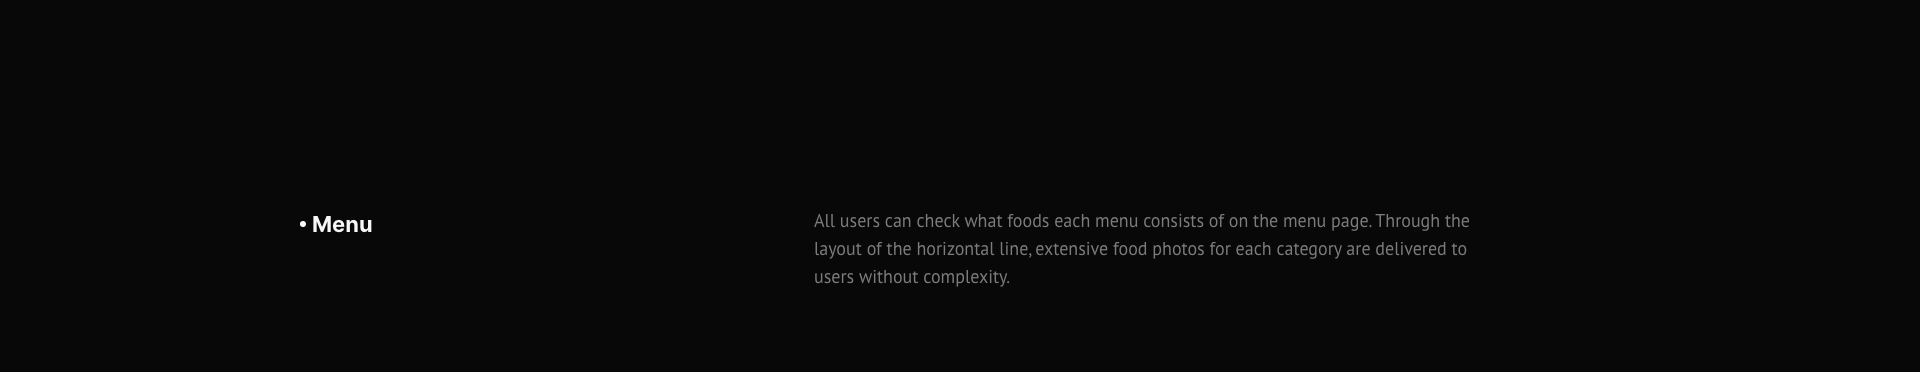 • Menu
All users can check what foods each menu consists of on the menu page. Through the
layout of the horizontal line, extensive food photos for each category are delivered to
users without complexity.